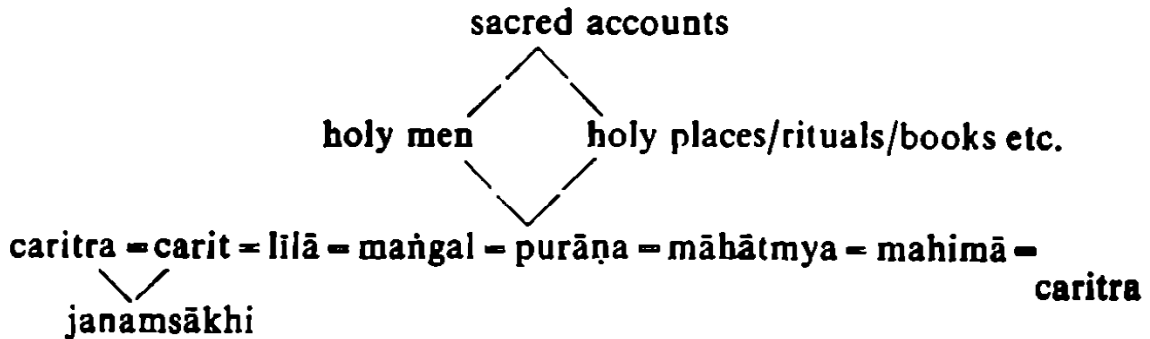 sacred accounts
holy men holy places/rituals/books etc.
caritra = carit = līlā = maṅgal = purāṇa = māhātmya = mahimā =
caritra
janamsākhi